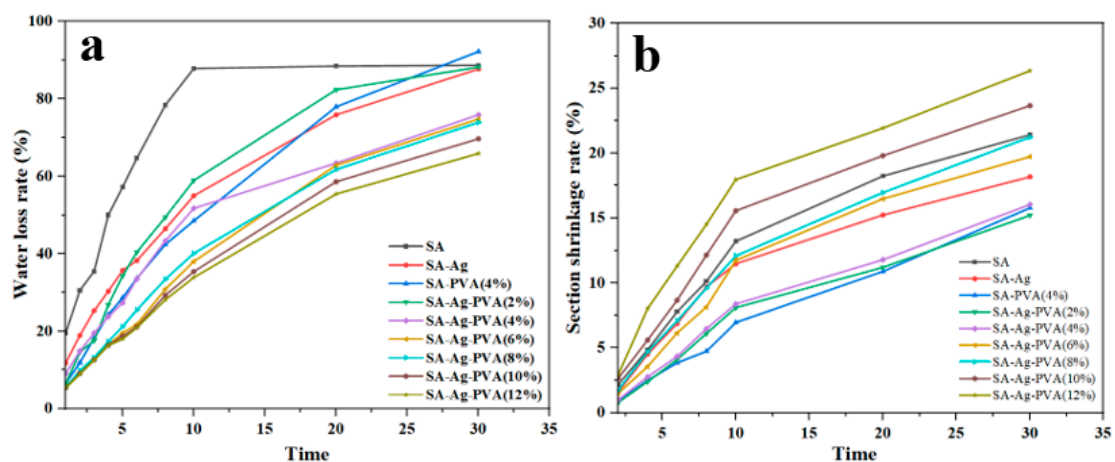 a
Water loss rate (%)
100
80
60
40
20
0
5
10
15
20
25
30
35
Time
SA
SA-Ag
SA-PVA(4%)
SA-Ag-PVA(2%)
SA-Ag-PVA(4%)
SA-Ag-PVA(6%)
SA-Ag-PVA(8%)
SA-Ag-PVA(10%)
SA-Ag-PVA(12%)
b
Section shrinkage rate (%)
30
25
20
15
10
5
0
5
10
15
20
25
30
35
Time
SA
SA-Ag
SA-PVA(4%)
SA-Ag-PVA(2%)
SA-Ag-PVA(4%)
SA-Ag-PVA(6%)
SA-Ag-PVA(8%)
SA-Ag-PVA(10%)
SA-Ag-PVA(12%)